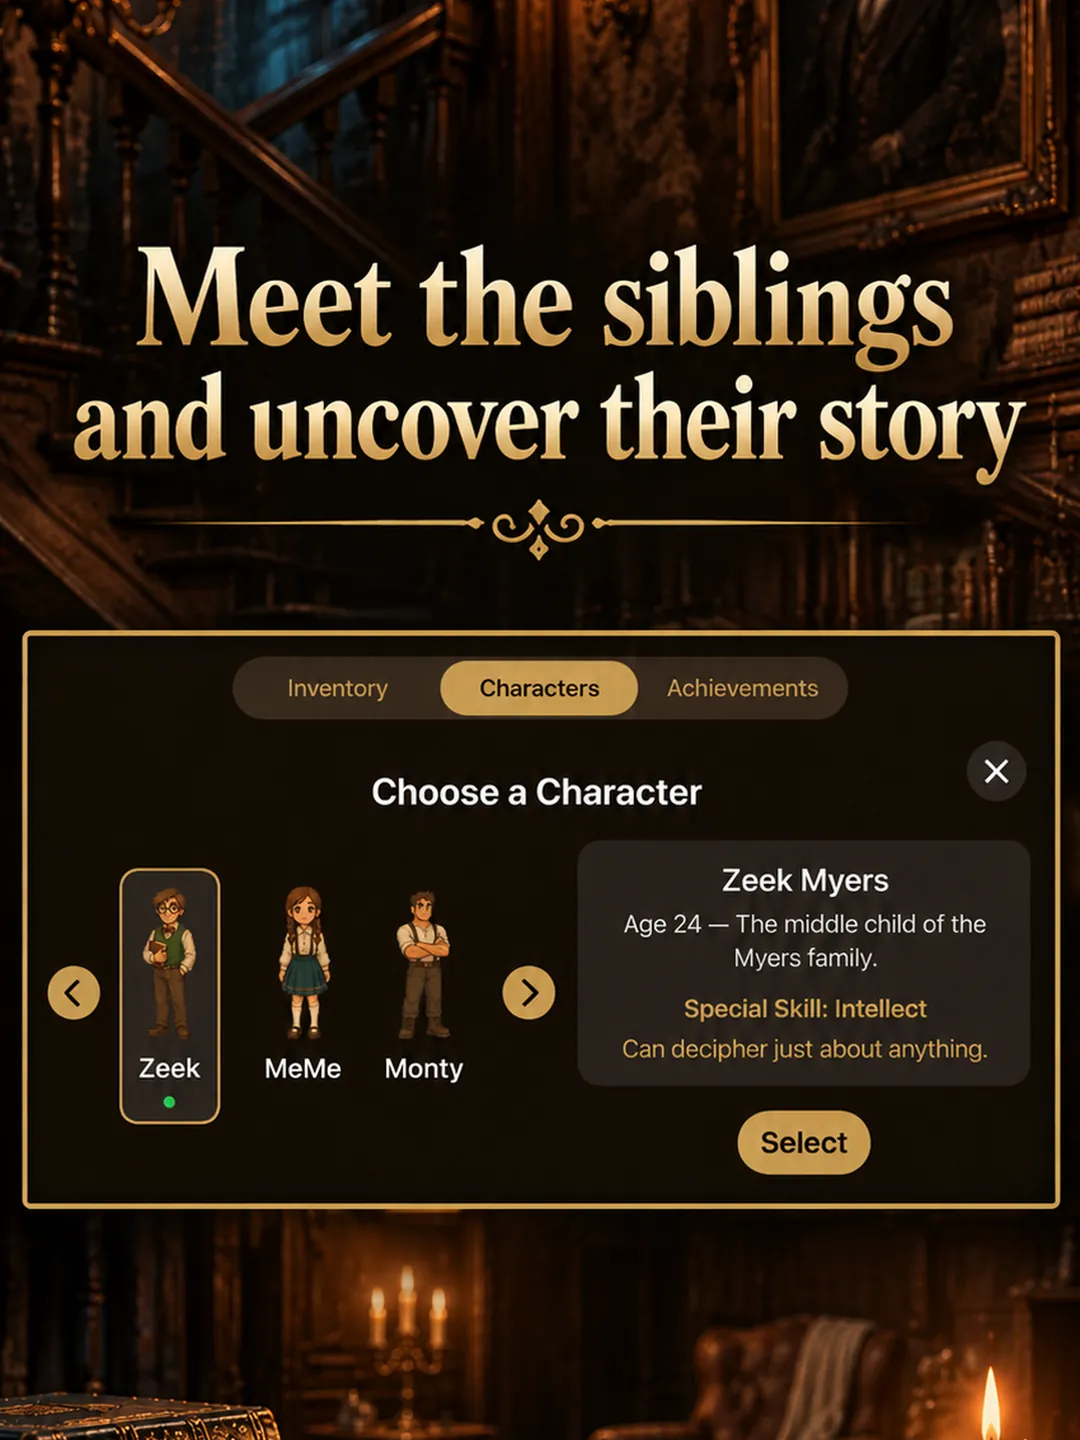 Meet the siblings
and uncover their story
Inventory
Characters
Achievements
Choose a Character
Zeek
MeMe
Monty
Zeek Myers
Age 24 — The middle child of the
Myers family.
Special Skill: Intellect
Can decipher just about anything.
Select